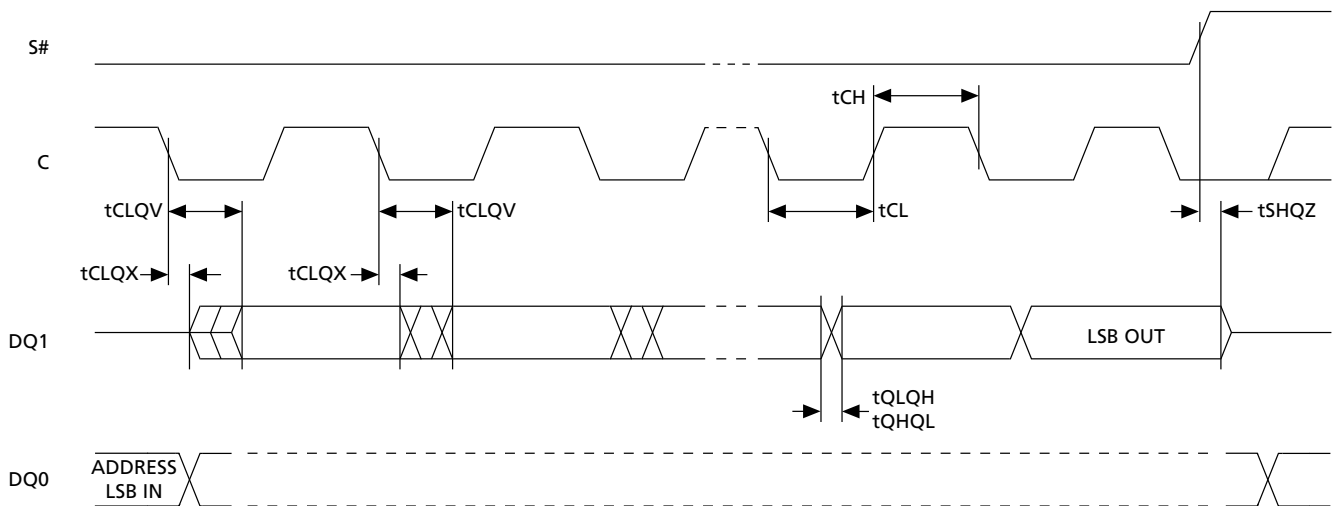 S#
tCH
C
tCLQV
tCLQV
tCL
tSHQZ
tCLQX
tCLQX
DQ1
LSB OUT
tQLQH
tQHQL
DQ0
ADDRESS
LSB IN